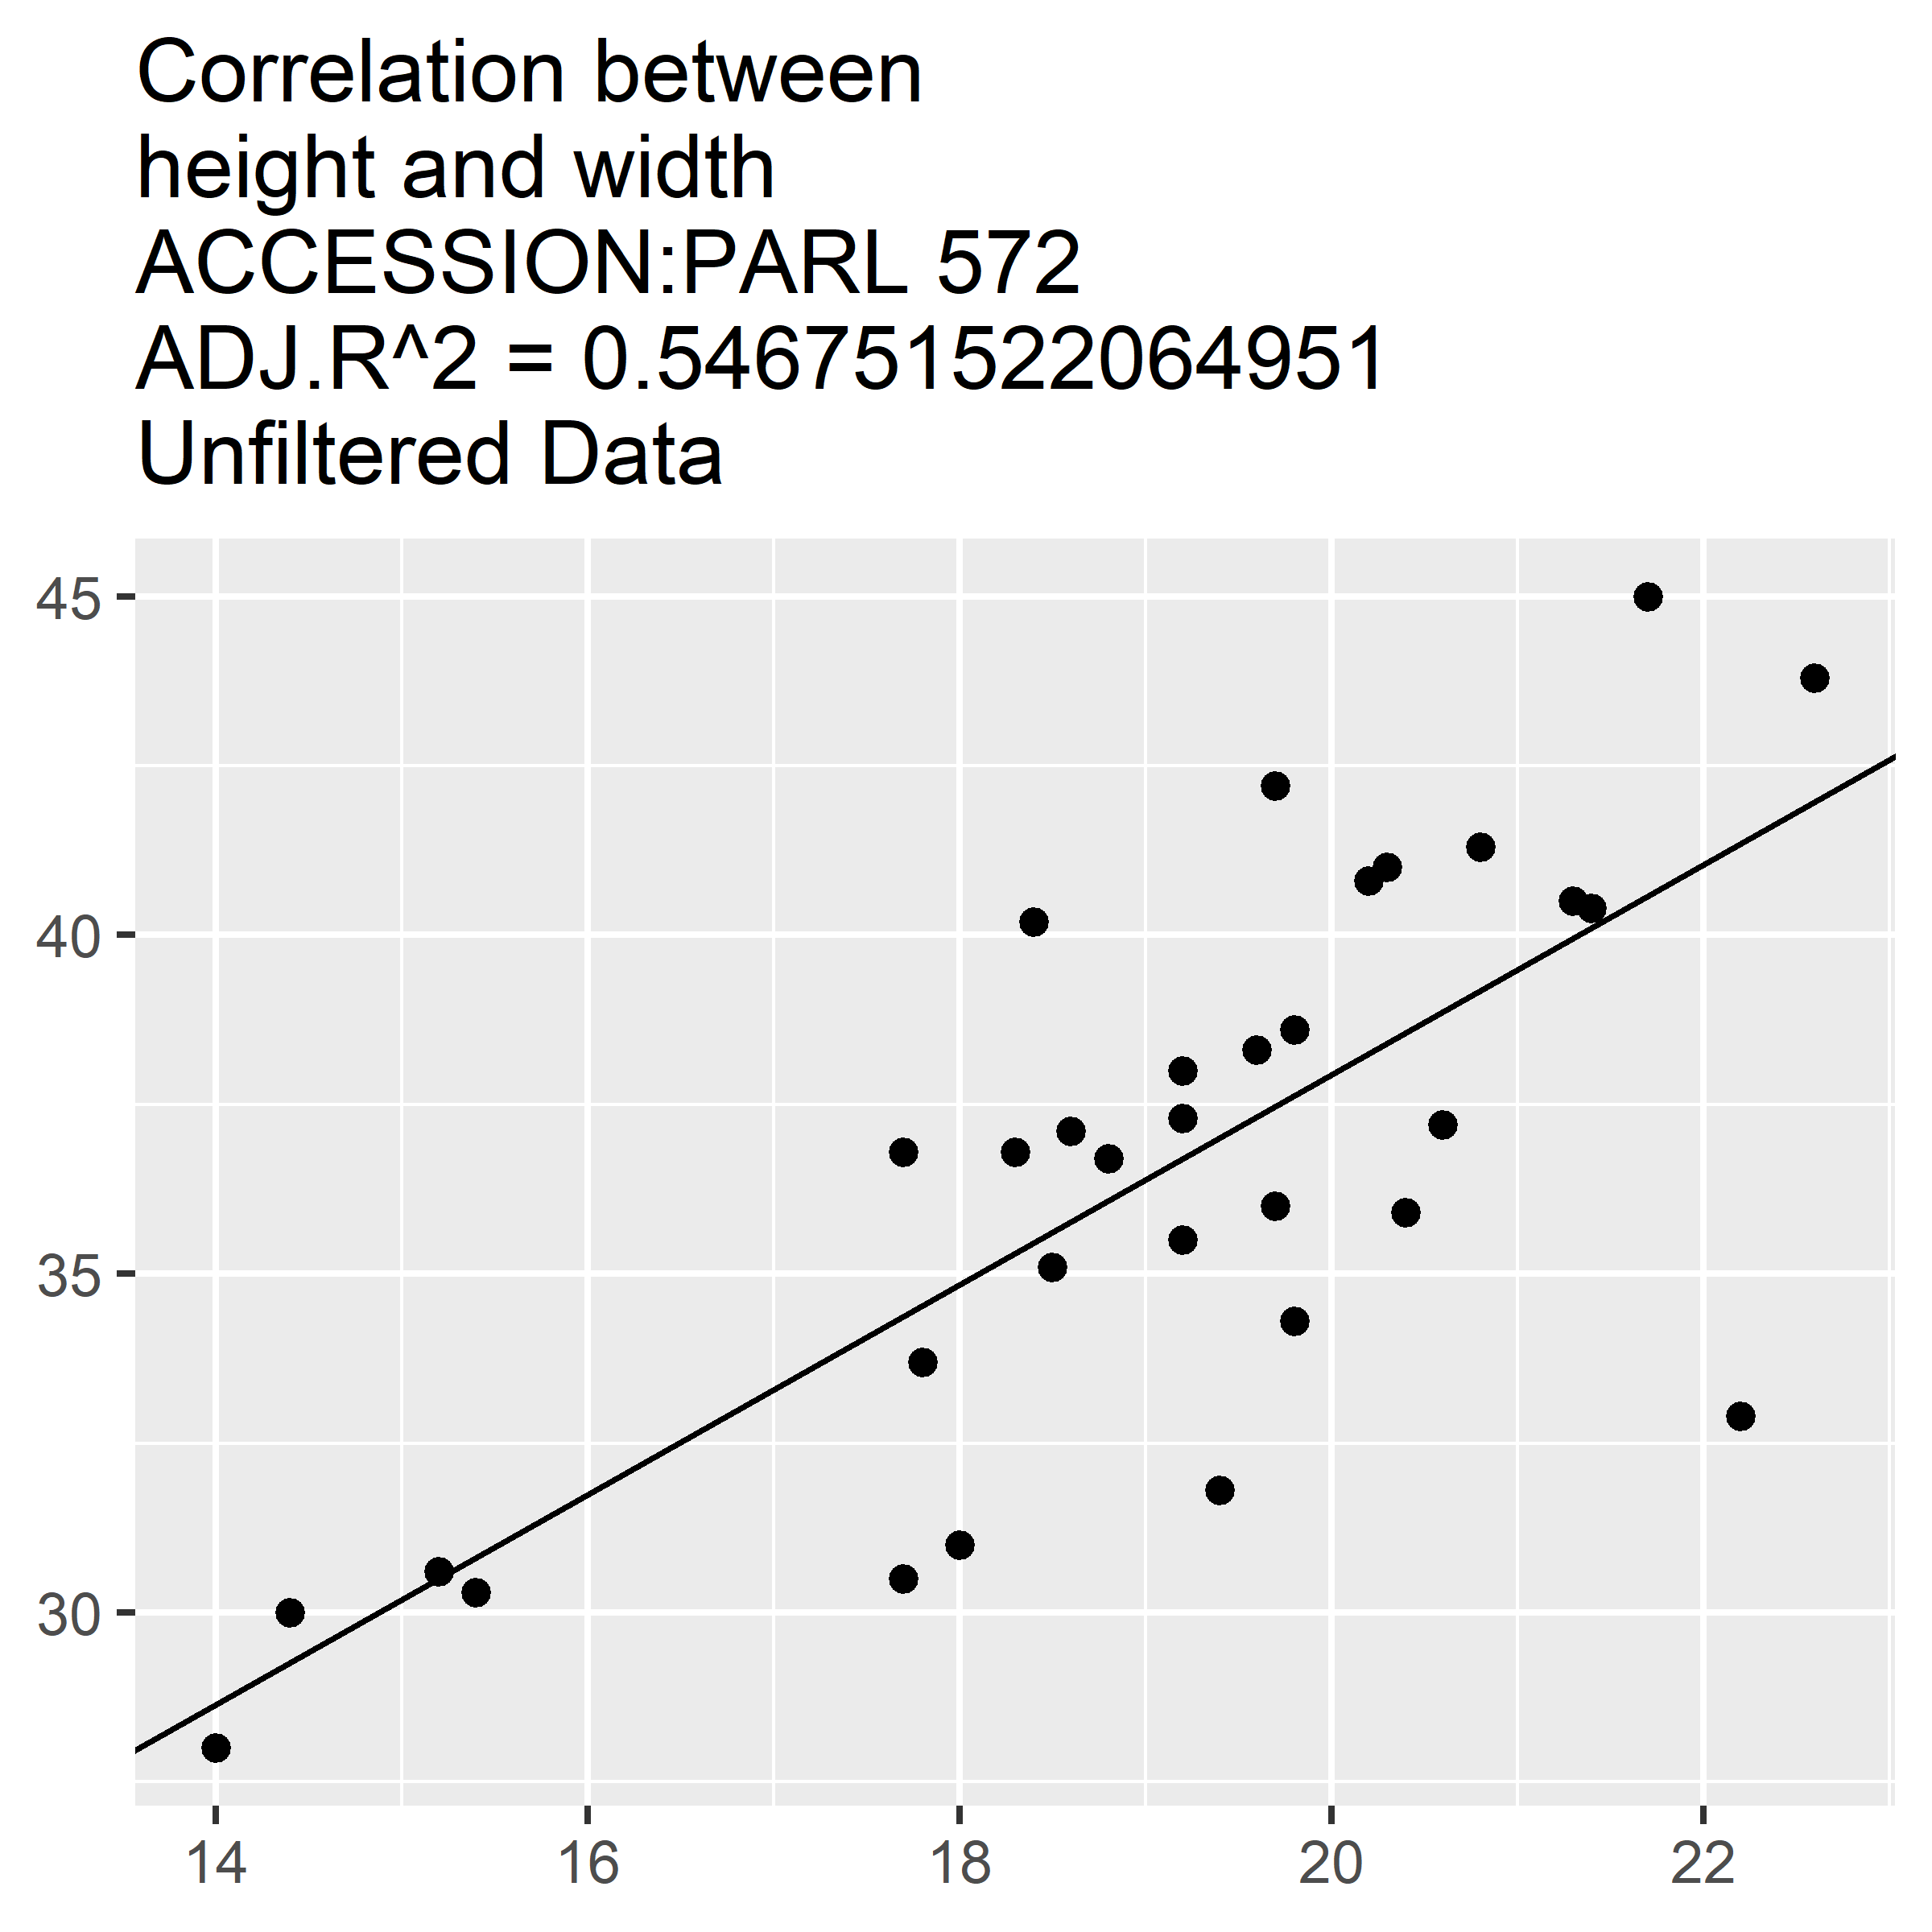 Correlation between
height and width
ACCESSION:PARL 572
ADJ.R^2 = 0.546751522064951
Unfiltered Data
45
40
35
30
14 16 18 20 22